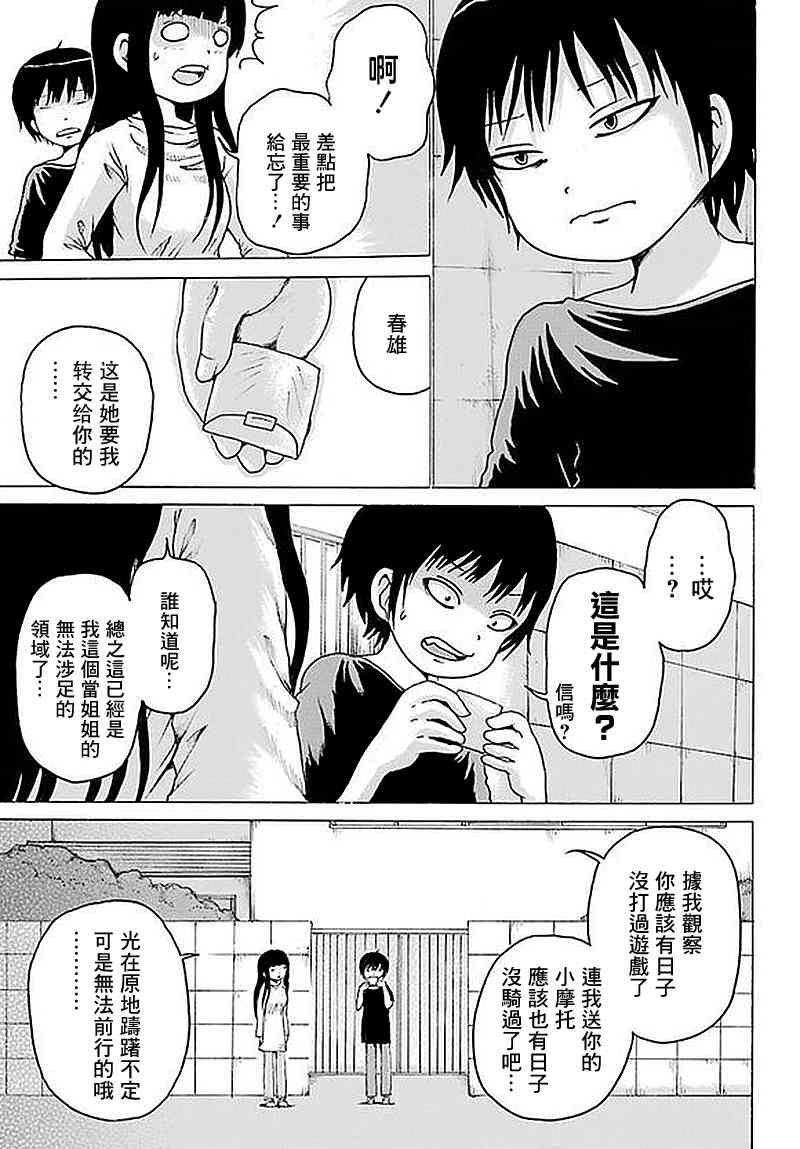 啊！
差點把
最重要的事
給忘了…！
春雄
这是她要我
转交给你的
……
…哎
…？
這是什麼？
信嗎？
誰知道呢…
總之這已經是
我這個當姐姐的
無法涉足的
領域了…
據我觀察
你應該有日子
沒打過遊戲了
連我送你的
小摩托
應該也有日子
沒騎過了吧…
光在原地躊躇不定
可是無法前行的哦
…………